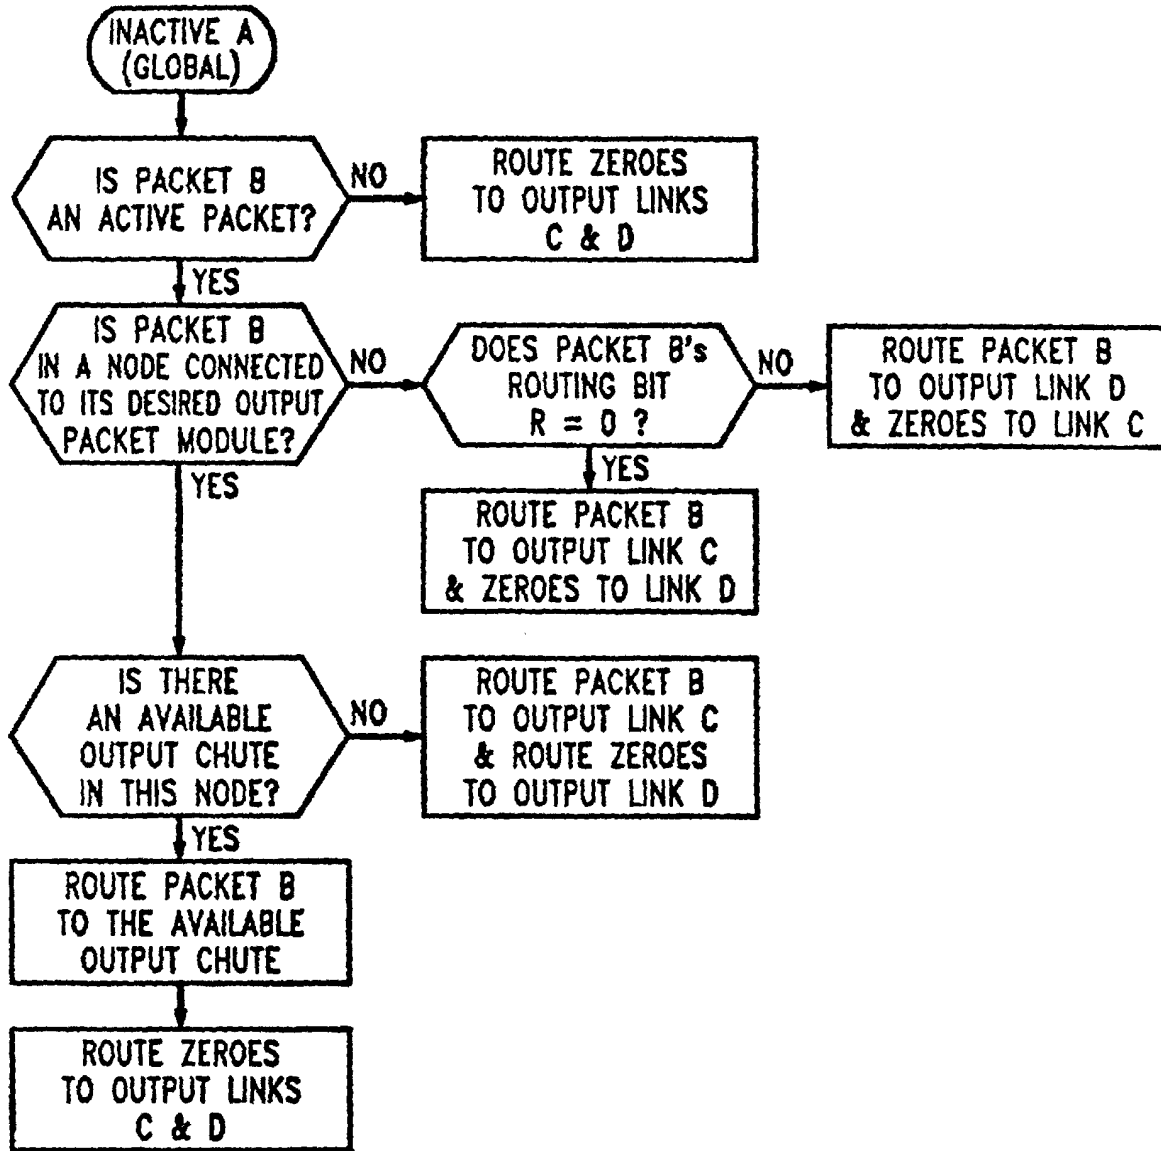 INACTIVE A
(GLOBAL)
IS PACKET B
AN ACTIVE PACKET?
NO
ROUTE ZEROES
TO OUTPUT LINKS
C & D
YES
IS PACKET B
IN A NODE CONNECTED
TO ITS DESIRED OUTPUT
PACKET MODULE?
NO
DOES PACKET B's
ROUTING BIT
R = 0 ?
NO
ROUTE PACKET B
TO OUTPUT LINK D
& ZEROES TO LINK C
YES
ROUTE PACKET B
TO OUTPUT LINK C
& ZEROES TO LINK D
YES
IS THERE
AN AVAILABLE
OUTPUT CHUTE
IN THIS NODE?
NO
ROUTE PACKET B
TO OUTPUT LINK C
& ROUTE ZEROES
TO OUTPUT LINK D
YES
ROUTE PACKET B
TO THE AVAILABLE
OUTPUT CHUTE
ROUTE ZEROES
TO OUTPUT LINKS
C & D